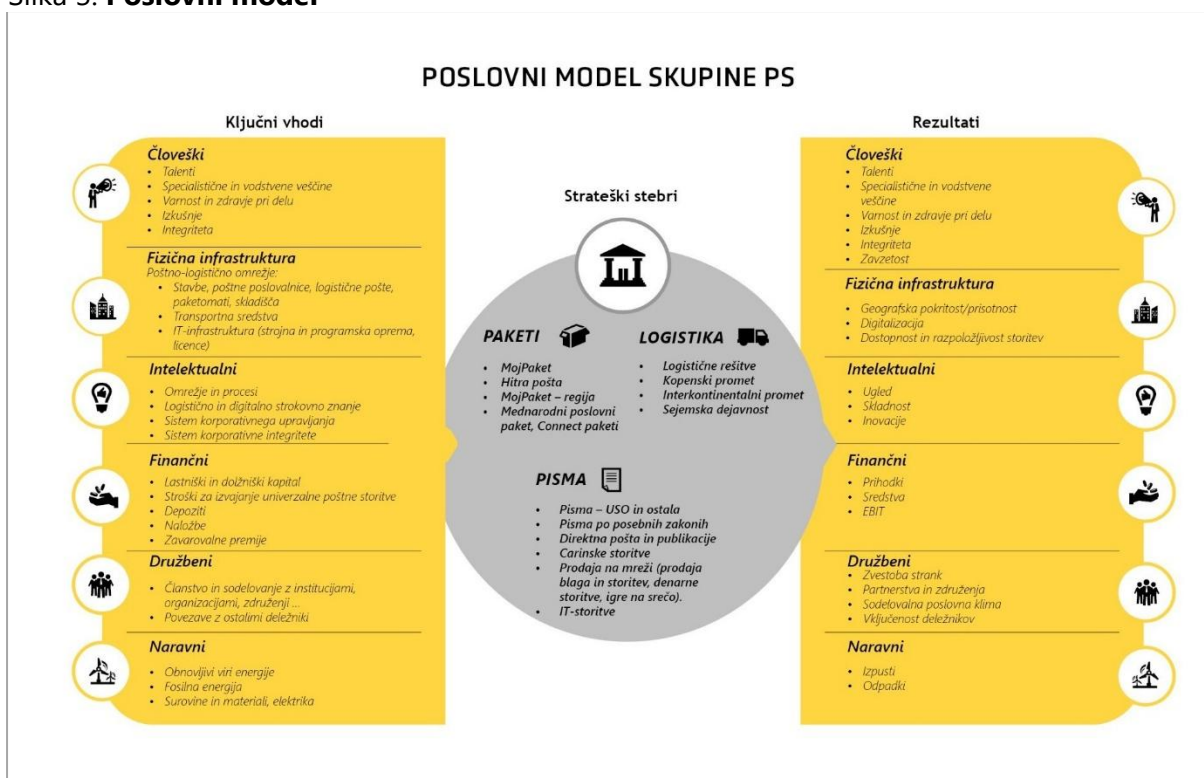 Slika 3: Poslovni model
POSLOVNI MODEL SKUPINE PS
Ključni vhodi
Človeški
• Talenti
• Specialistične in vodstvene veščine
• Varnost in zdravje pri delu
• Izkušnje
• Integriteta
Fizična infrastruktura
Poštno-logistično omrežje:
• Stavbe, poštne poslovalnice, logistične pošte,
paketomati, skladišča
• Transportna sredstva
• IT-infrastruktura (strojna in programska oprema,
licence)
Intelektualni
• Omrežje in procesi
• Logistično in digitalno strokovno znanje
• Sistem korporativnega upravljanja
• Sistem korporativne integritete
Finančni
• Lastniški in dolžniški kapital
• Stroški za izvajanje univerzalne poštne storitve
• Depoziti
• Naložbe
• Zavarovalne premije
Družbeni
• Članstvo in sodelovanje z institucijami,
organizacijami, združenji ...
• Povezave z ostalimi deležniki
Naravni
• Obnovljivi viri energije
• Fosilna energija
• Surovine in materiali, elektrika
Strateški stebri
PAKETI
• MojPaket
• Hitra pošta
• MojPaket – regija
• Mednarodni poslovni
paket, Connect paketi
LOGISTIKA
• Logistične rešitve
• Kopenski promet
• Interkontinentalni promet
• Sejemska dejavnost
PISMA
• Pisma – USO in ostala
• Pisma po posebnih zakonih
• Direktna pošta in publikacije
• Carinske storitve
• Prodaja na mreži (prodaja
blaga in storitev, denarne
storitve, igre na srečo).
• IT-storitve
Rezultati
Človeški
• Talenti
• Specialistične in vodstvene
veščine
• Varnost in zdravje pri delu
• Izkušnje
• Integriteta
• Zavzetost
Fizična infrastruktura
• Geografska pokritost/prisotnost
• Digitalizacija
• Dostopnost in razpoložljivost storitev
Intelektualni
• Ugled
• Skladnost
• Inovacije
Finančni
• Prihodki
• Sredstva
• EBIT
Družbeni
• Zvestoba strank
• Partnerstva in združenja
• Sodelovalna poslovna klima
• Vključenost deležnikov
Naravni
• Izpusti
• Odpadki